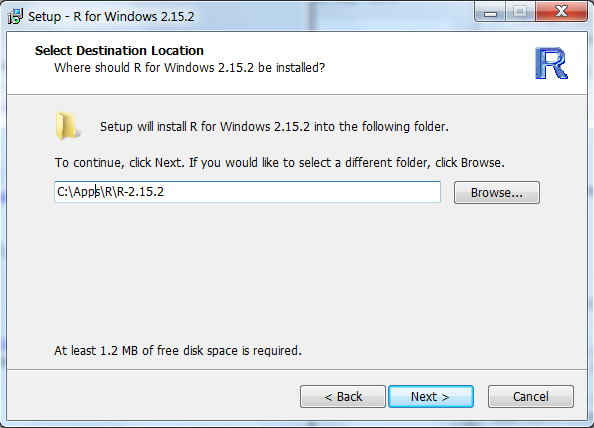 Setup - R for Windows 2.15.2
Select Destination Location
Where should R for Windows 2.15.2 be installed?
R
Setup will install R for Windows 2.15.2 into the following folder.
To continue, click Next. If you would like to select a different folder, click Browse.
C:\Apps\R\R-2.15.2
Browse...
At least 1.2 MB of free disk space is required.
< Back
Next >
Cancel